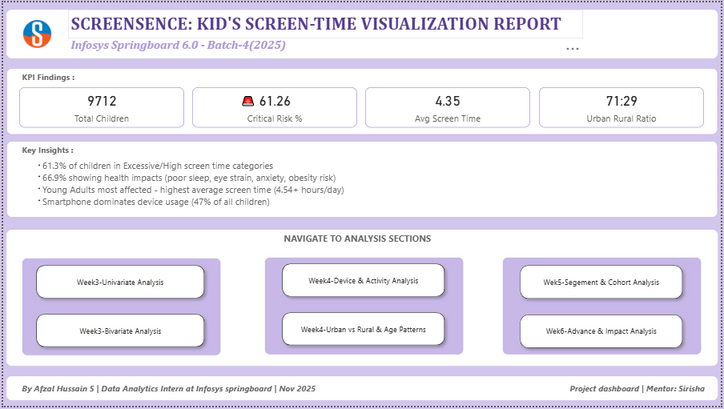 SCREENSENCE: KID'S SCREEN-TIME VISUALIZATION REPORT
Infosys Springboard 6.0 - Batch-4(2025)
...
KPI Findings :
9712
Total Children
61.26
Critical Risk %
4.35
Avg Screen Time
71:29
Urban Rural Ratio
Key Insights :
• 61.3% of children in Excessive/High screen time categories
• 66.9% showing health impacts (poor sleep, eye strain, anxiety, obesity risk)
• Young Adults most affected - highest average screen time (4.54+ hours/day)
• Smartphone dominates device usage (47% of all children)
NAVIGATE TO ANALYSIS SECTIONS
Week3-Univariate Analysis
Week4-Device & Activity Analysis
Wek5-Segement & Cohort Analysis
Week3-Bivariate Analysis
Week4-Urban vs Rural & Age Patterns
Wek6-Advance & Impact Analysis
By Afzal Hussain S | Data Analytics Intern at Infosys springboard | Nov 2025
Project dashboard | Mentor: Sirisha